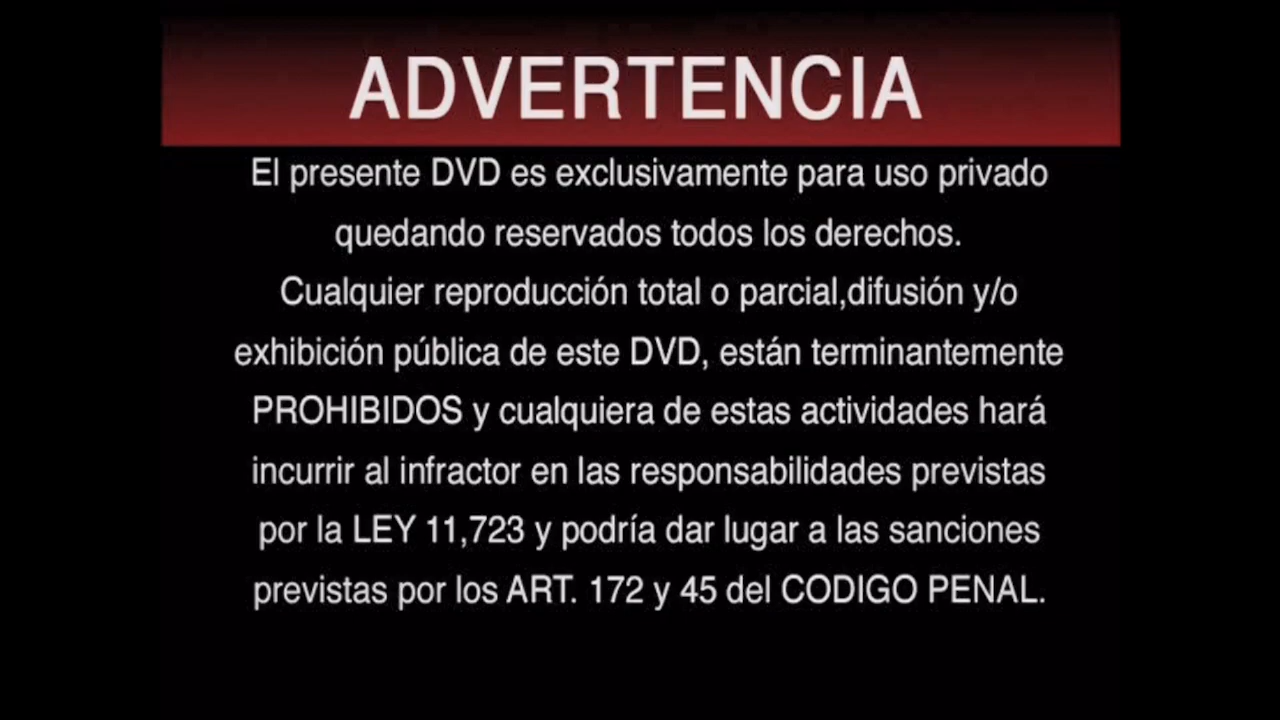 ADVERTENCIA
El presente DVD es exclusivamente para uso privado
quedando reservados todos los derechos.
Cualquier reproducción total o parcial,difusión y/o
exhibición pública de este DVD, están terminantemente
PROHIBIDOS y cualquiera de estas actividades hará
incurrir al infractor en las responsabilidades previstas
por la LEY 11,723 y podría dar lugar a las sanciones
previstas por los ART. 172 y 45 del CODIGO PENAL.